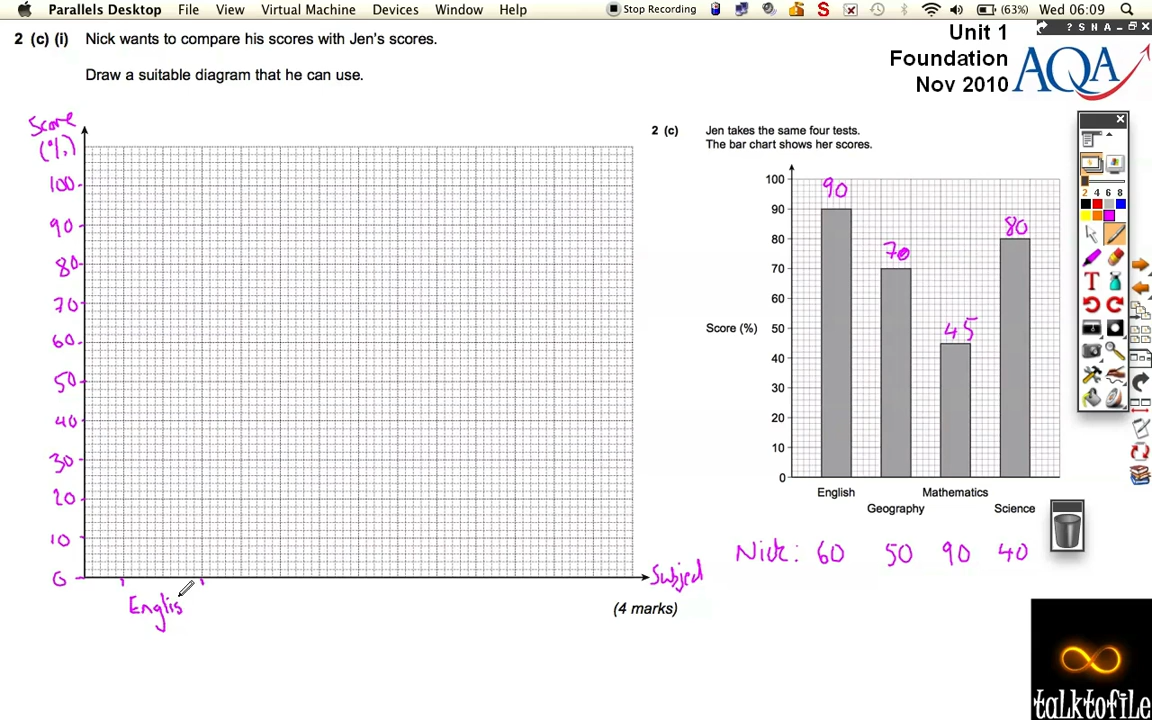 Parallels Desktop File View Virtual Machine Devices Window Help Stop Recording S (63%) Wed 06:09
? S N A
2 (c) (i) Nick wants to compare his scores with Jen's scores.
Draw a suitable diagram that he can use.
Unit 1
Foundation
Nov 2010
AQA
Score
(%)
100
90
80
70
60
50
40
30
20
10
0
Englis
Subject
(4 marks)
2 (c) Jen takes the same four tests.
The bar chart shows her scores.
100
90
80
70
60
50
40
30
20
10
0
Score (%)
90
70
45
80
English
Geography
Mathematics
Science
Nick: 60 50 90 40
2 4 6 8
T
talktofile